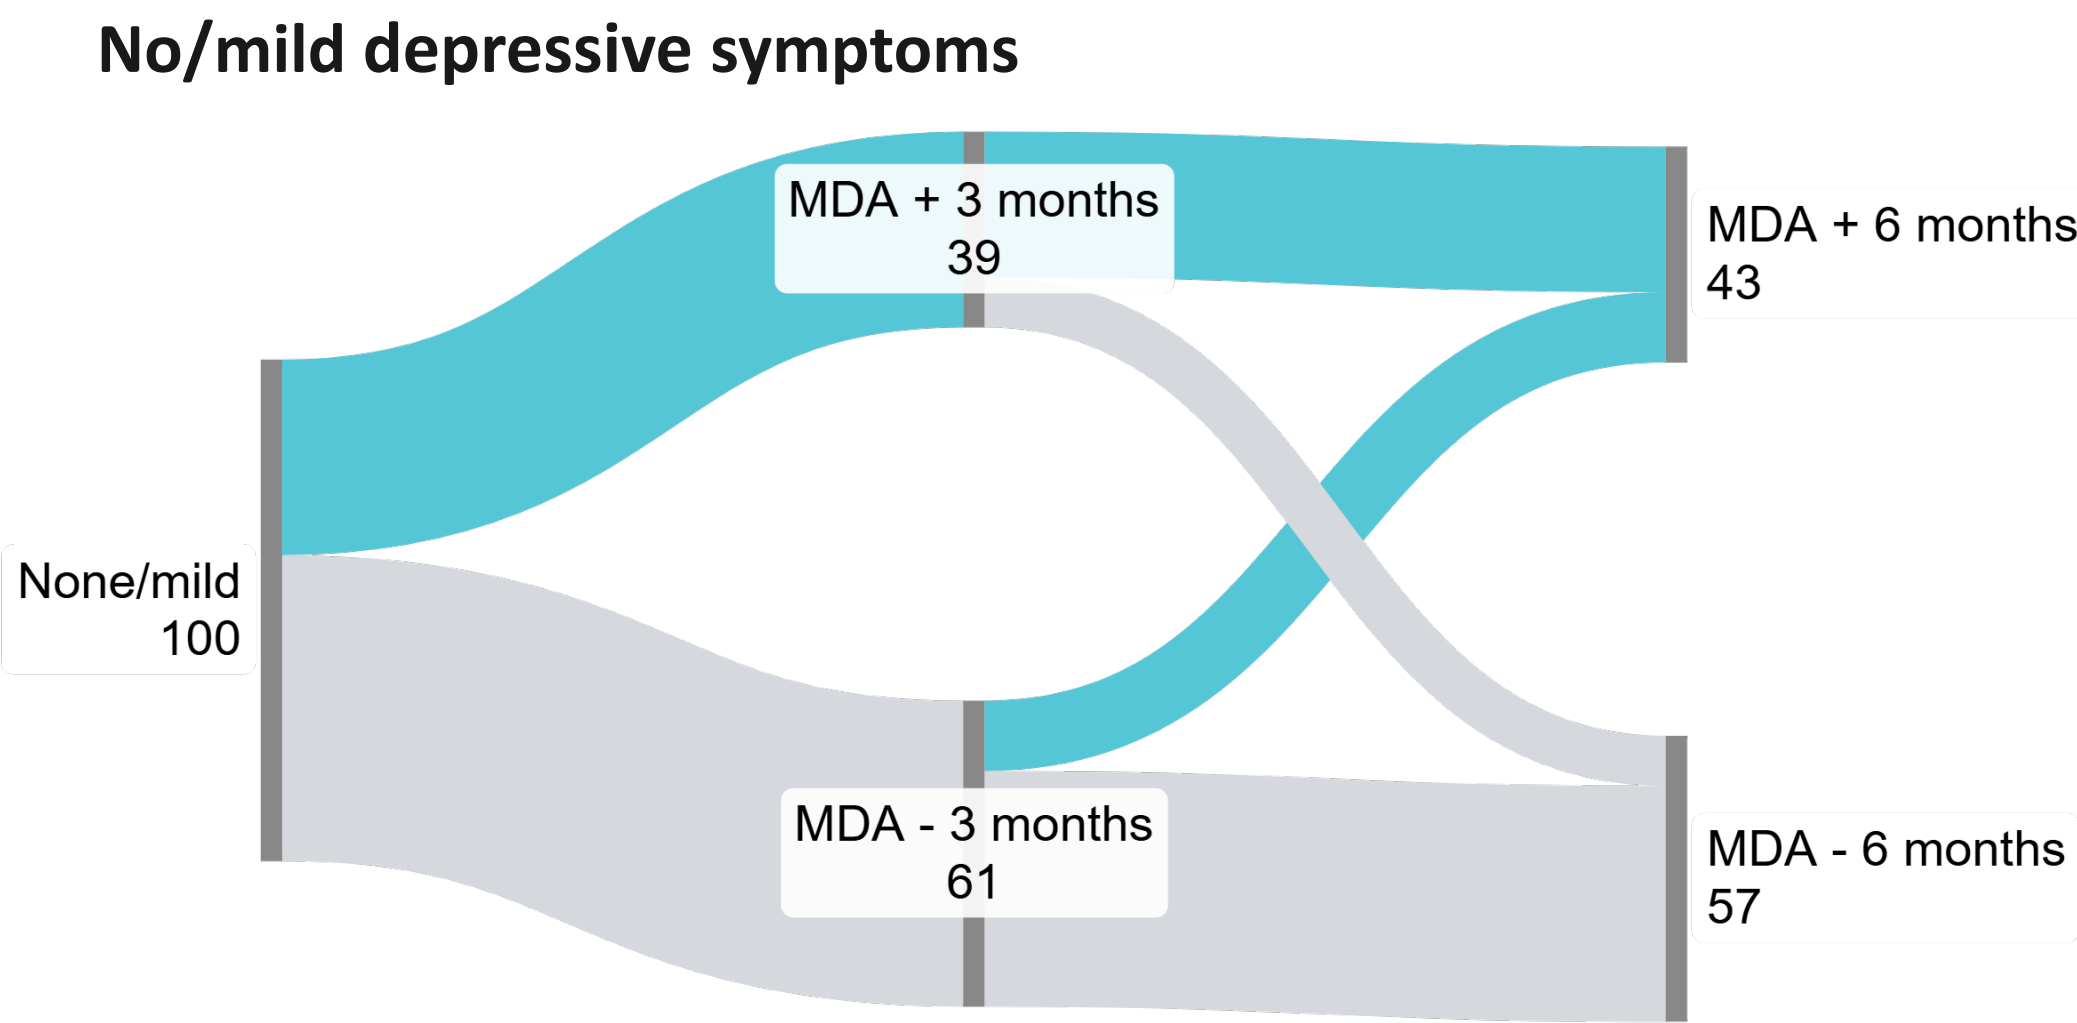 No/mild depressive symptoms
None/mild
100
MDA + 3 months
39
MDA - 3 months
61
MDA + 6 months
43
MDA - 6 months
57